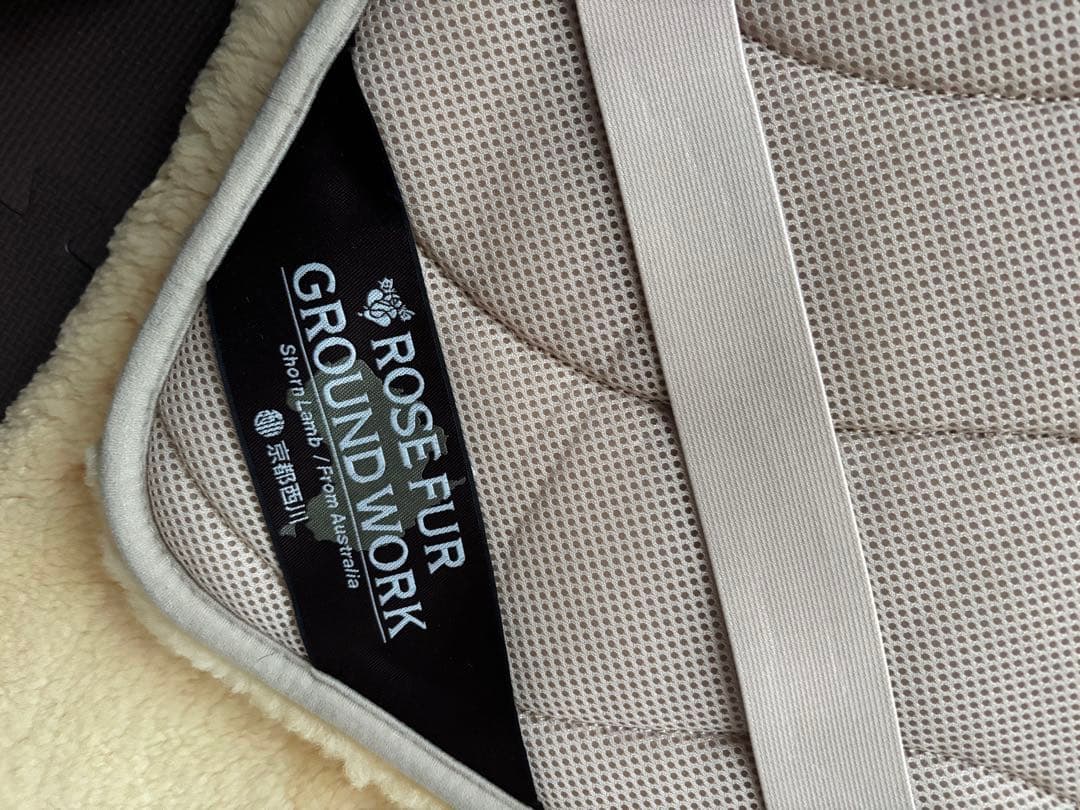 ROSE FUR
GROUND WORK
Shorn Lamb / From Australia
京都西川